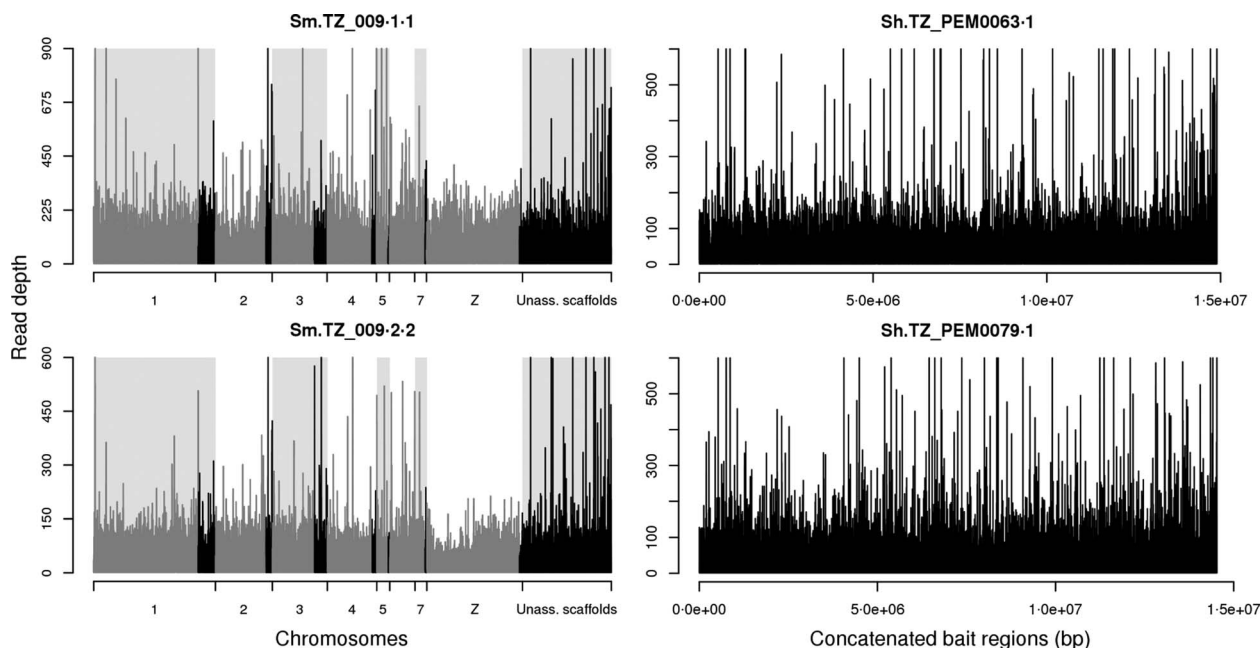 Sm.TZ_009·1·1
Sh.TZ_PEM0063·1
Read depth
900
675
450
225
0
1 2 3 4 5 7 Z Unass. scaffolds
500
300
100
0
0·0e+00 5·0e+06 1·0e+07 1·5e+07
Sm.TZ_009·2·2
Sh.TZ_PEM0079·1
600
450
300
150
0
1 2 3 4 5 7 Z Unass. scaffolds
Chromosomes
500
300
100
0
0·0e+00 5·0e+06 1·0e+07 1·5e+07
Concatenated bait regions (bp)